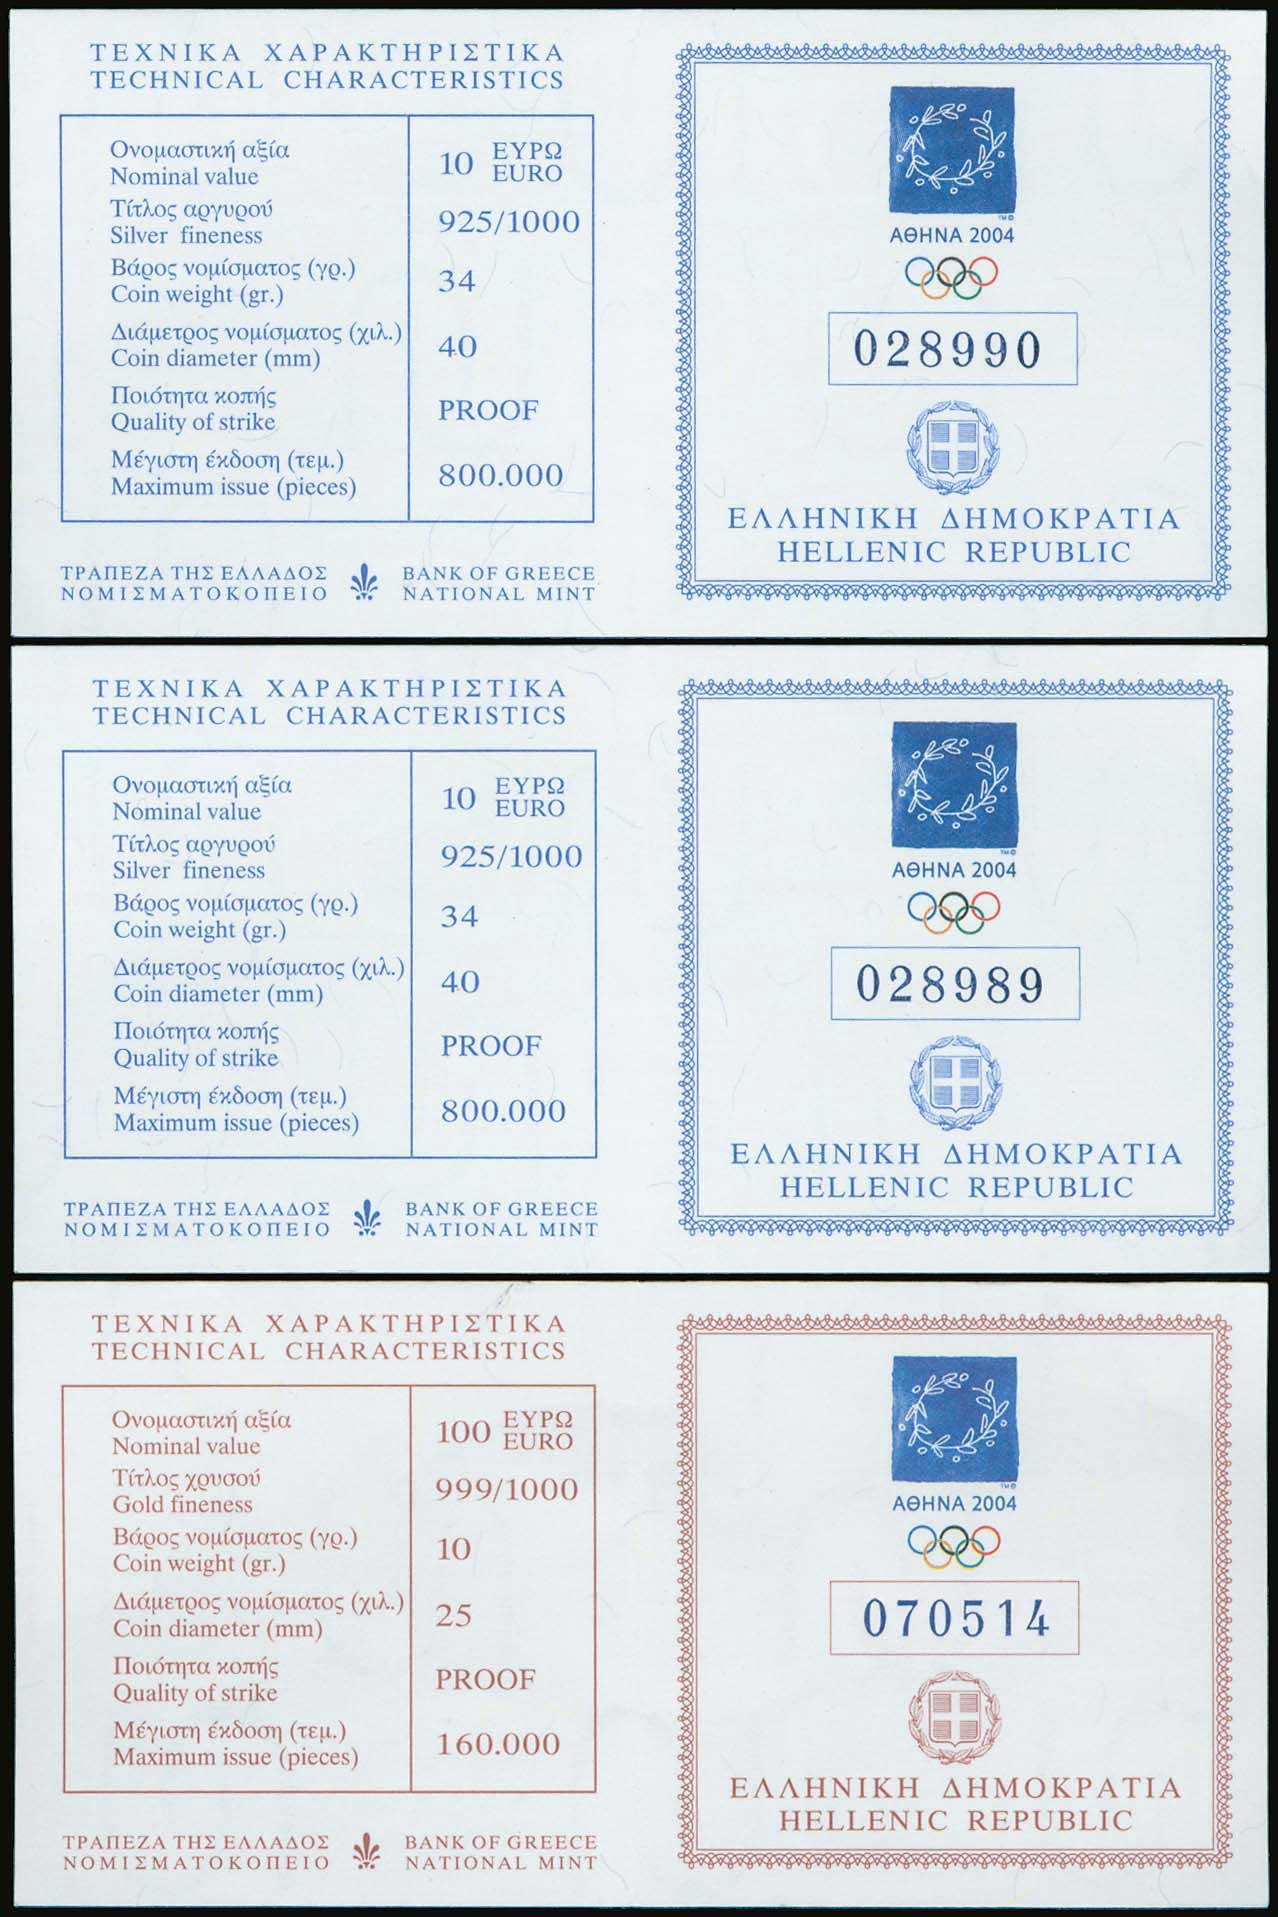 ΤΕΧΝΙΚΑ ΧΑΡΑΚΤΗΡΙΣΤΙΚΑ
TECHNICAL CHARACTERISTICS
Ονομαστική αξία
Nominal value
10 ΕΥΡΩ
EURO
Τίτλος αργυρού
Silver fineness
925/1000
Βάρος νομίσματος (γρ.)
Coin weight (gr.)
34
Διάμετρος νομίσματος (χιλ.)
Coin diameter (mm)
40
Ποιότητα κοπής
Quality of strike
PROOF
Μέγιστη έκδοση (τεμ.)
Maximum issue (pieces)
800.000
ΤΡΑΠΕΖΑ ΤΗΣ ΕΛΛΑΔΟΣ
ΝΟΜΙΣΜΑΤΟΚΟΠΕΙΟ
BANK OF GREECE
NATIONAL MINT
TM©
ΑΘΗΝΑ 2004
028990
ΕΛΛΗΝΙΚΗ ΔΗΜΟΚΡΑΤΙΑ
HELLENIC REPUBLIC
ΤΕΧΝΙΚΑ ΧΑΡΑΚΤΗΡΙΣΤΙΚΑ
TECHNICAL CHARACTERISTICS
Ονομαστική αξία
Nominal value
10 ΕΥΡΩ
EURO
Τίτλος αργυρού
Silver fineness
925/1000
Βάρος νομίσματος (γρ.)
Coin weight (gr.)
34
Διάμετρος νομίσματος (χιλ.)
Coin diameter (mm)
40
Ποιότητα κοπής
Quality of strike
PROOF
Μέγιστη έκδοση (τεμ.)
Maximum issue (pieces)
800.000
ΤΡΑΠΕΖΑ ΤΗΣ ΕΛΛΑΔΟΣ
ΝΟΜΙΣΜΑΤΟΚΟΠΕΙΟ
BANK OF GREECE
NATIONAL MINT
TM©
ΑΘΗΝΑ 2004
028989
ΕΛΛΗΝΙΚΗ ΔΗΜΟΚΡΑΤΙΑ
HELLENIC REPUBLIC
ΤΕΧΝΙΚΑ ΧΑΡΑΚΤΗΡΙΣΤΙΚΑ
TECHNICAL CHARACTERISTICS
Ονομαστική αξία
Nominal value
100 ΕΥΡΩ
EURO
Τίτλος χρυσού
Gold fineness
999/1000
Βάρος νομίσματος (γρ.)
Coin weight (gr.)
10
Διάμετρος νομίσματος (χιλ.)
Coin diameter (mm)
25
Ποιότητα κοπής
Quality of strike
PROOF
Μέγιστη έκδοση (τεμ.)
Maximum issue (pieces)
160.000
ΤΡΑΠΕΖΑ ΤΗΣ ΕΛΛΑΔΟΣ
ΝΟΜΙΣΜΑΤΟΚΟΠΕΙΟ
BANK OF GREECE
NATIONAL MINT
TM©
ΑΘΗΝΑ 2004
070514
ΕΛΛΗΝΙΚΗ ΔΗΜΟΚΡΑΤΙΑ
HELLENIC REPUBLIC